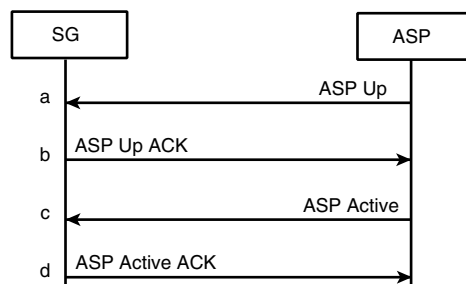 SG ASP
a ASP Up
b ASP Up ACK
c ASP Active
d ASP Active ACK